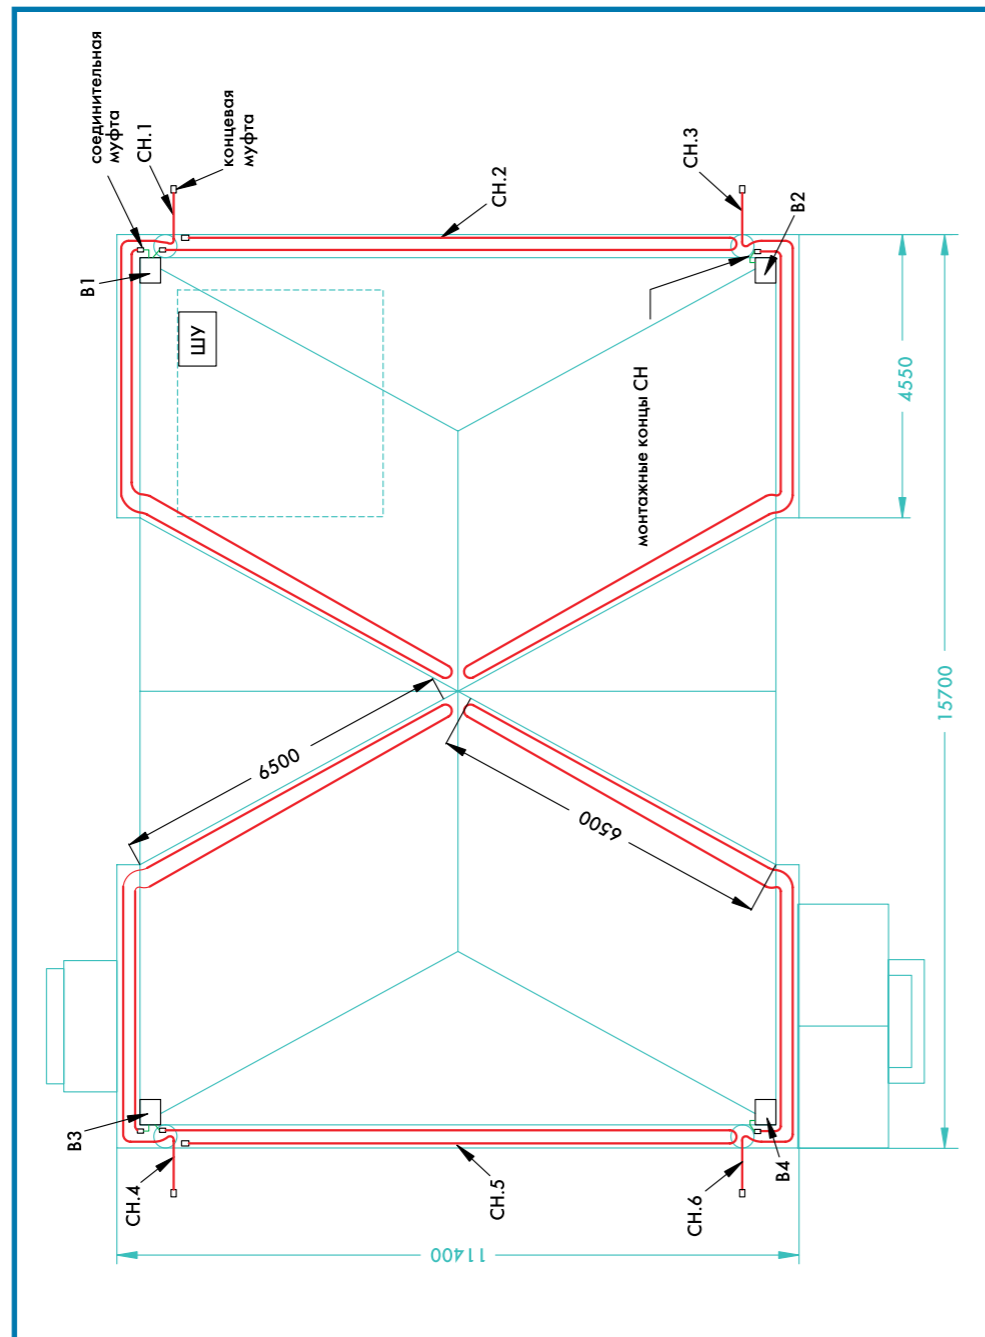 соединительная
муфта
СН.1
концевая
муфта
СН.2
СН.3
В2
В1
ШУ
4550
монтажные концы СН
15700
6500
6500
В3
В4
СН.4
СН.5
СН.6
11400